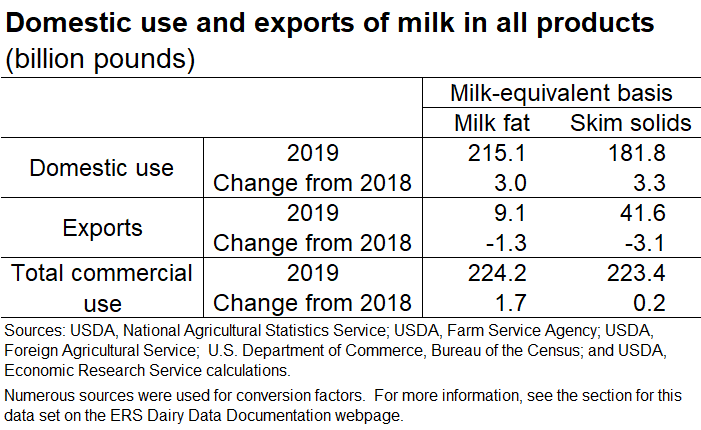 Domestic use and exports of milk in all products
(billion pounds)
Milk-equivalent basis
Milk fat Skim solids
Domestic use 2019 215.1 181.8
Change from 2018 3.0 3.3
Exports 2019 9.1 41.6
Change from 2018 -1.3 -3.1
Total commercial use 2019 224.2 223.4
Change from 2018 1.7 0.2
Sources: USDA, National Agricultural Statistics Service; USDA, Farm Service Agency; USDA,
Foreign Agricultural Service;  U.S. Department of Commerce, Bureau of the Census; and USDA,
Economic Research Service calculations.
Numerous sources were used for conversion factors.  For more information, see the section for this
data set on the ERS Dairy Data Documentation webpage.